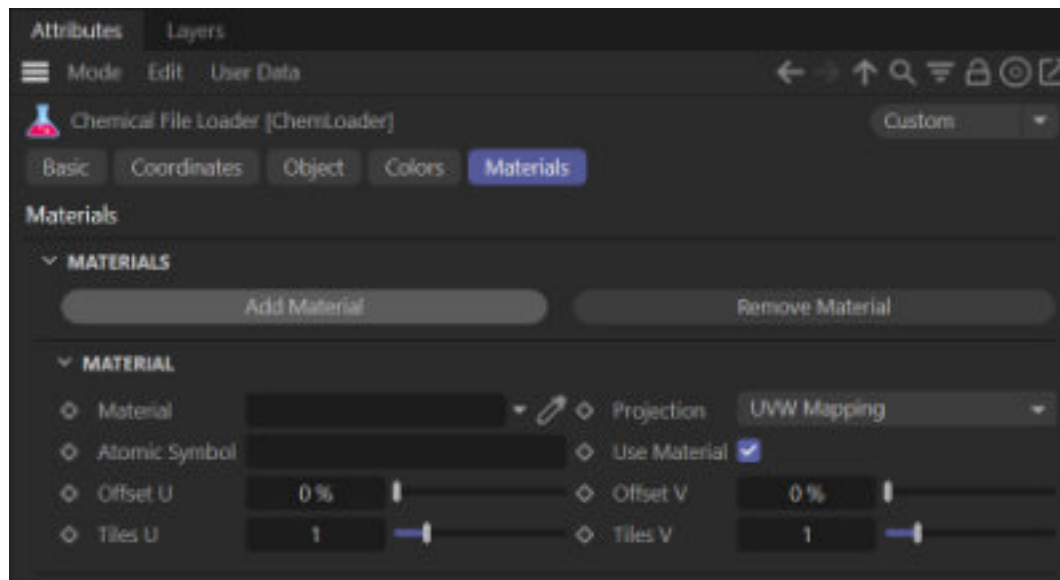 Attributes Layers
Mode Edit User Data
Chemical File Loader [ChemLoader] Custom
Basic Coordinates Object Colors Materials
Materials
MATERIALS
Add Material Remove Material
MATERIAL
Material Projection UVW Mapping
Atomic Symbol Use Material
Offset U 0 % Offset V 0 %
Tiles U 1 Tiles V 1